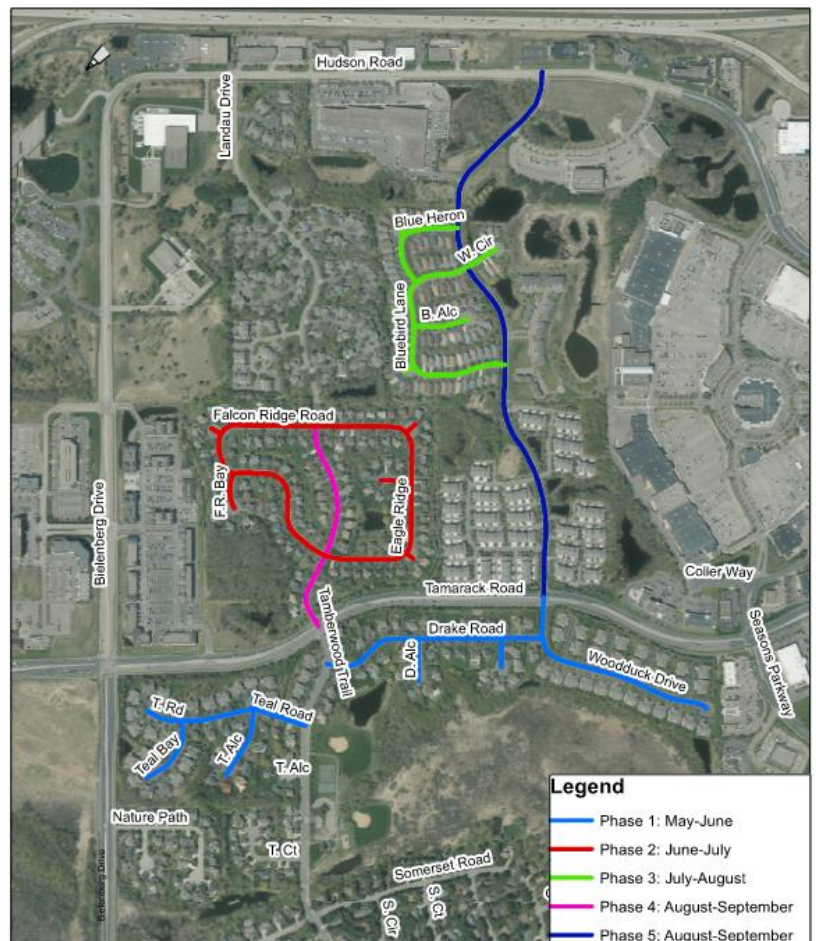 Hudson Road
Landau Drive
Blue Heron
W. Cir
Bluebird Lane
B. Alc
Falcon Ridge Road
F.R. Bay
Eagle Ridge
Bielenberg Drive
Tamarack Road
Coller Way
Tamberwood Trail
Drake Road
D. Alc
Woodduck Drive
Seasons Parkway
T. Rd
Teal Road
Teal Bay
T. Alc
T. Alc
Nature Path
T. Ct
Somerset Road
S. Cir
S. Ct
Bielenberg Drive
C
Legend
Phase 1: May-June
Phase 2: June-July
Phase 3: July-August
Phase 4: August-September
Phase 5: August-September